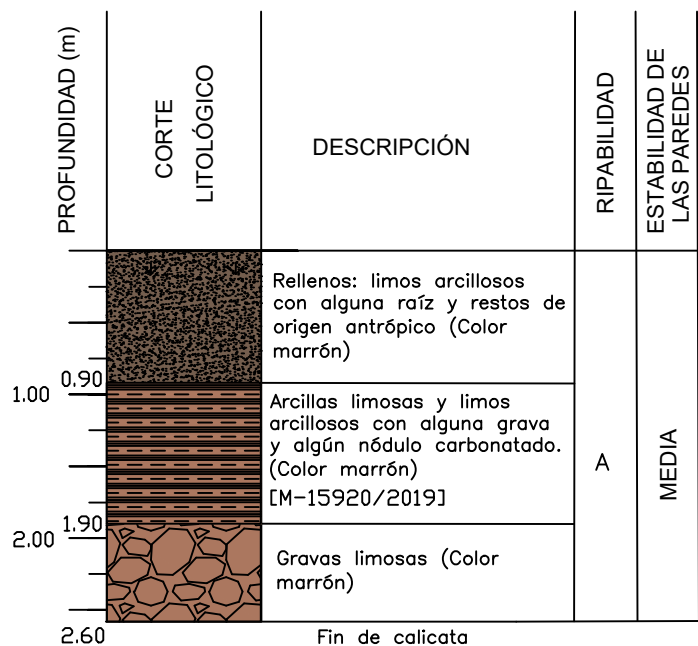 PROFUNDIDAD (m)
CORTE
LITOLÓGICO
DESCRIPCIÓN
RIPABILIDAD
ESTABILIDAD DE
LAS PAREDES
Rellenos: limos arcillosos
con alguna raíz y restos de
origen antrópico (Color
marrón)
0.90
1.00
Arcillas limosas y limos
arcillosos con alguna grava
y algún nódulo carbonatado.
(Color marrón)
[M-15920/2019]
A
MEDIA
1.90
2.00
Gravas limosas (Color
marrón)
2.60
Fin de calicata